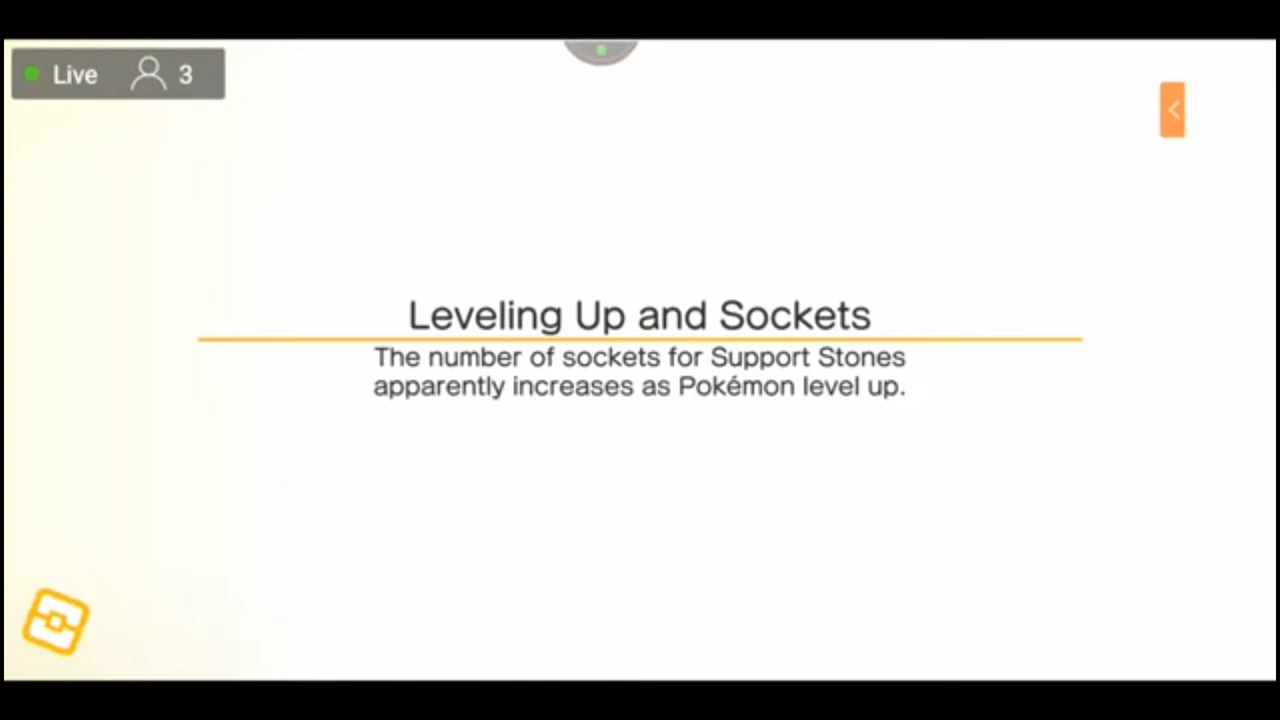 Live 3
Leveling Up and Sockets
The number of sockets for Support Stones
apparently increases as Pokémon level up.